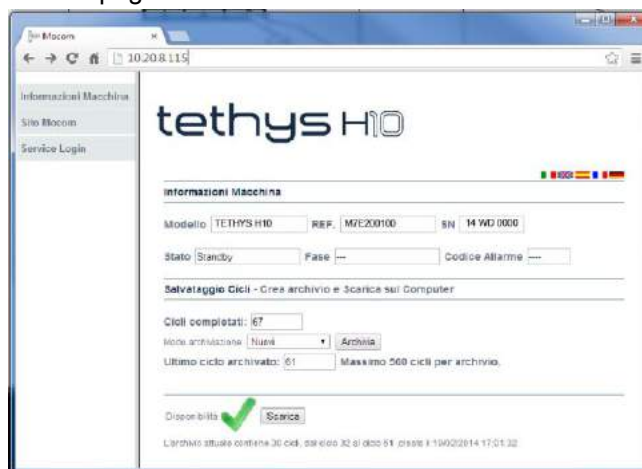 Mocom
10.20.8.115
Informazioni Macchina
Sito Mocom
Service Login
tethys H10
Informazioni Macchina
Modello TETHYS H10 REF. M7E200100 SN 14 WD 0000
Stato Standby Fase --- Codice Allarme ----
Salvataggio Cicli - Crea archivio e Scarica sul Computer
Cicli completati: 67
Modo archiviazione Nuovi Archivia
Ultimo ciclo archivato: 61 Massimo 500 cicli per archivio.
Disponibilità Scarica
L'archivio attuale contiene 30 cicli, dal ciclo 32 al ciclo 61, creato il 19/02/2014 17:01:32